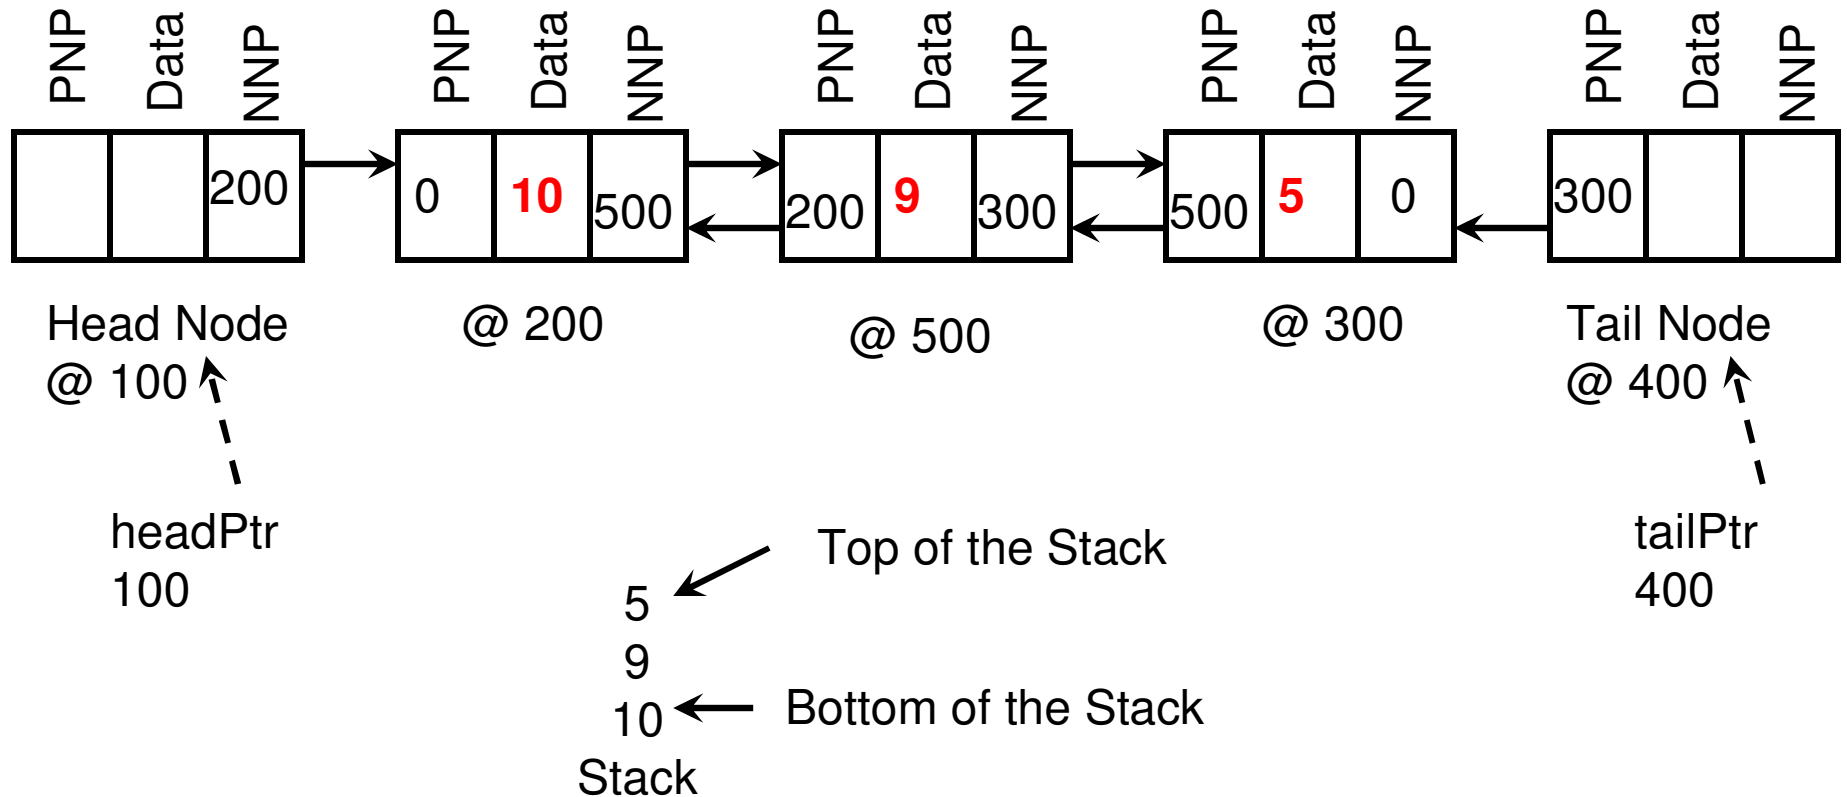 PNP Data NNP PNP Data NNP PNP Data NNP PNP Data NNP PNP Data NNP
200 0 10 500 200 9 300 500 5 0 300
Head Node @ 200 @ 500 @ 300 Tail Node
@ 100 @ 400
headPtr tailPtr
100 400
Top of the Stack
5
9
10 Bottom of the Stack
Stack